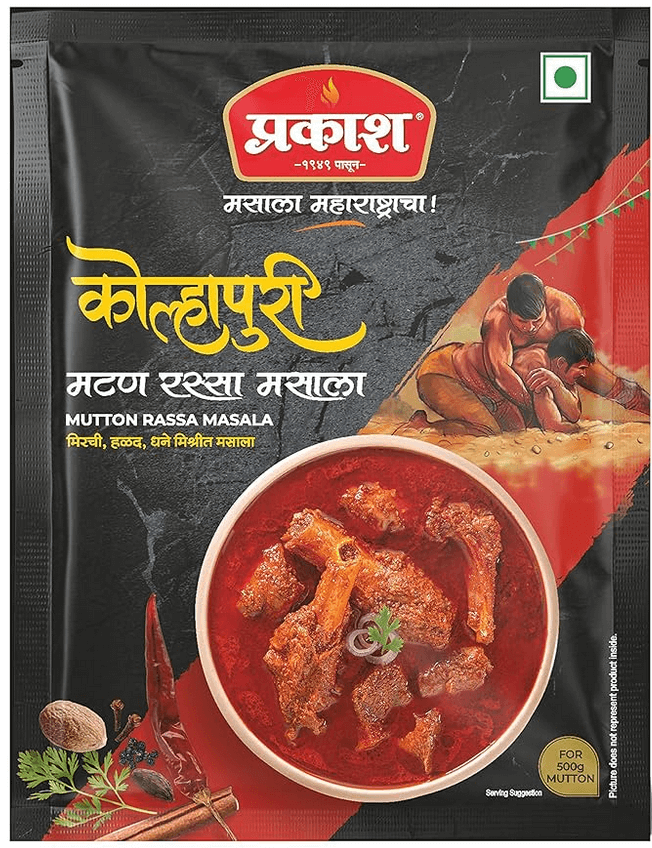 प्रकाश®
–१९४९ पासून–
मसाला महाराष्ट्राचा!
कोल्हापुरी
मटण रस्सा मसाला
MUTTON RASSA MASALA
मिरची, हळद, धने मिश्रीत मसाला
FOR
500g
MUTTON
Serving Suggestion
Picture does not represent product inside.